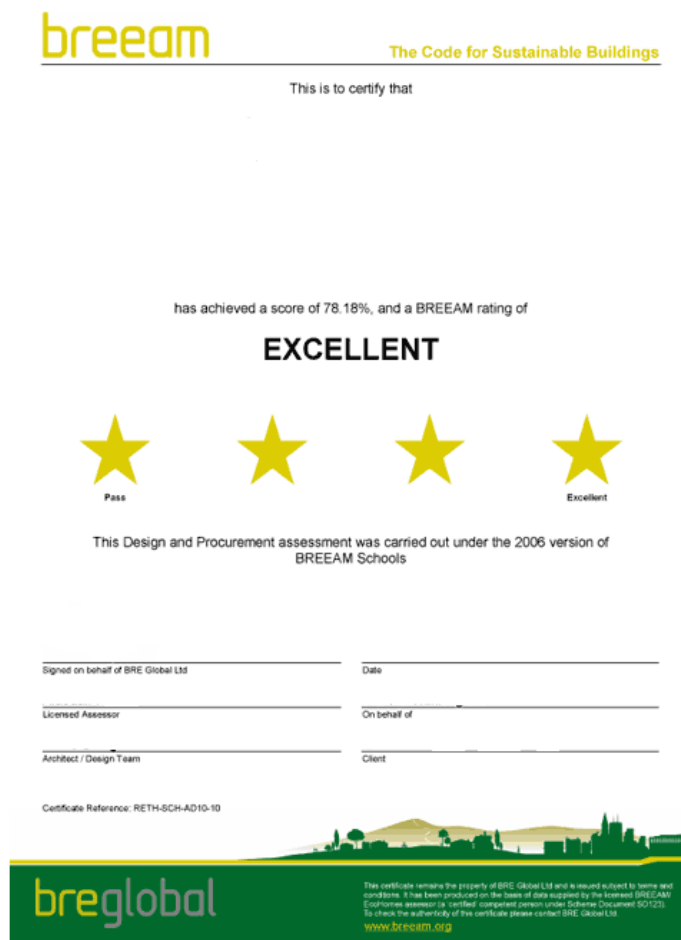 breeam
The Code for Sustainable Buildings
This is to certify that
has achieved a score of 78.18%, and a BREEAM rating of
EXCELLENT
Pass
Excellent
This Design and Procurement assessment was carried out under the 2006 version of
BREEAM Schools
Signed on behalf of BRE Global Ltd
Date
Licensed Assessor
On behalf of
Architect / Design Team
Client
Certificate Reference: RETH-SCH-AD10-10
breglobal
This certificate remains the property of BRE Global Ltd and is issued subject to terms and
conditions. It has been produced on the basis of data supplied by the licensed BREEAM/
EcoHomes assessor (a 'certified' competent person under Scheme Document SD123).
To check the authenticity of this certificate please contact BRE Global Ltd.
www.breeam.org